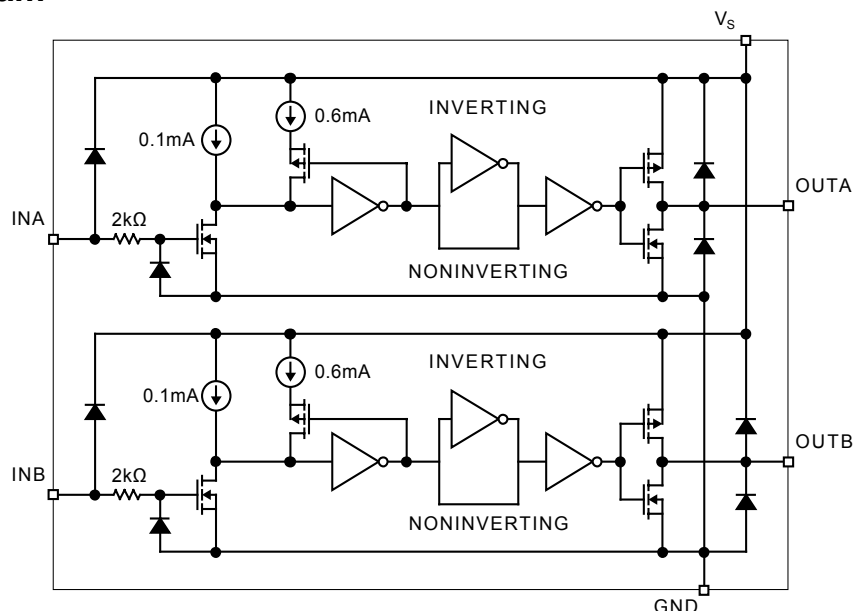 V_S
0.1mA
0.6mA
INVERTING
OUTA
INA
2kΩ
NONINVERTING
0.1mA
0.6mA
INVERTING
OUTB
INB
2kΩ
NONINVERTING
GND